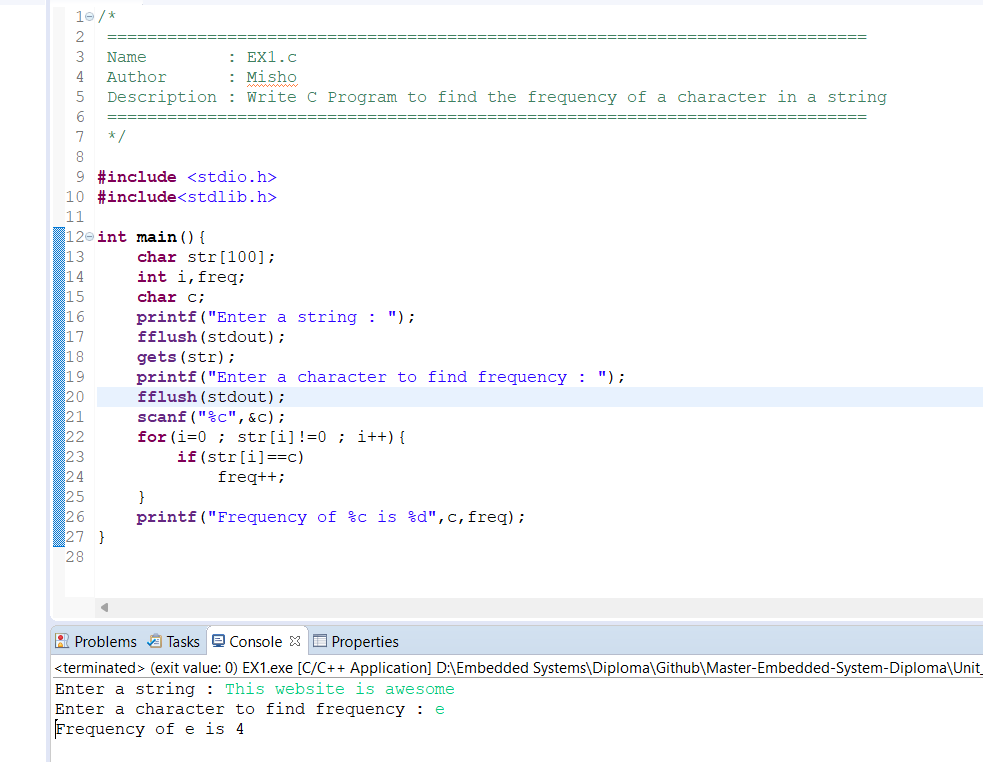 1 /*
2 ============================================================================
3 Name        : EX1.c
4 Author      : Misho
5 Description : Write C Program to find the frequency of a character in a string
6 ============================================================================
7 */
8
9 #include <stdio.h>
10 #include<stdlib.h>
11
12 int main(){
13     char str[100];
14     int i,freq;
15     char c;
16     printf("Enter a string : ");
17     fflush(stdout);
18     gets(str);
19     printf("Enter a character to find frequency : ");
20     fflush(stdout);
21     scanf("%c",&c);
22     for(i=0 ; str[i]!=0 ; i++){
23         if(str[i]==c)
24             freq++;
25     }
26     printf("Frequency of %c is %d",c,freq);
27 }
28
Problems Tasks Console Properties
<terminated> (exit value: 0) EX1.exe [C/C++ Application] D:\Embedded Systems\Diploma\Github\Master-Embedded-System-Diploma\Unit_
Enter a string : This website is awesome
Enter a character to find frequency : e
Frequency of e is 4